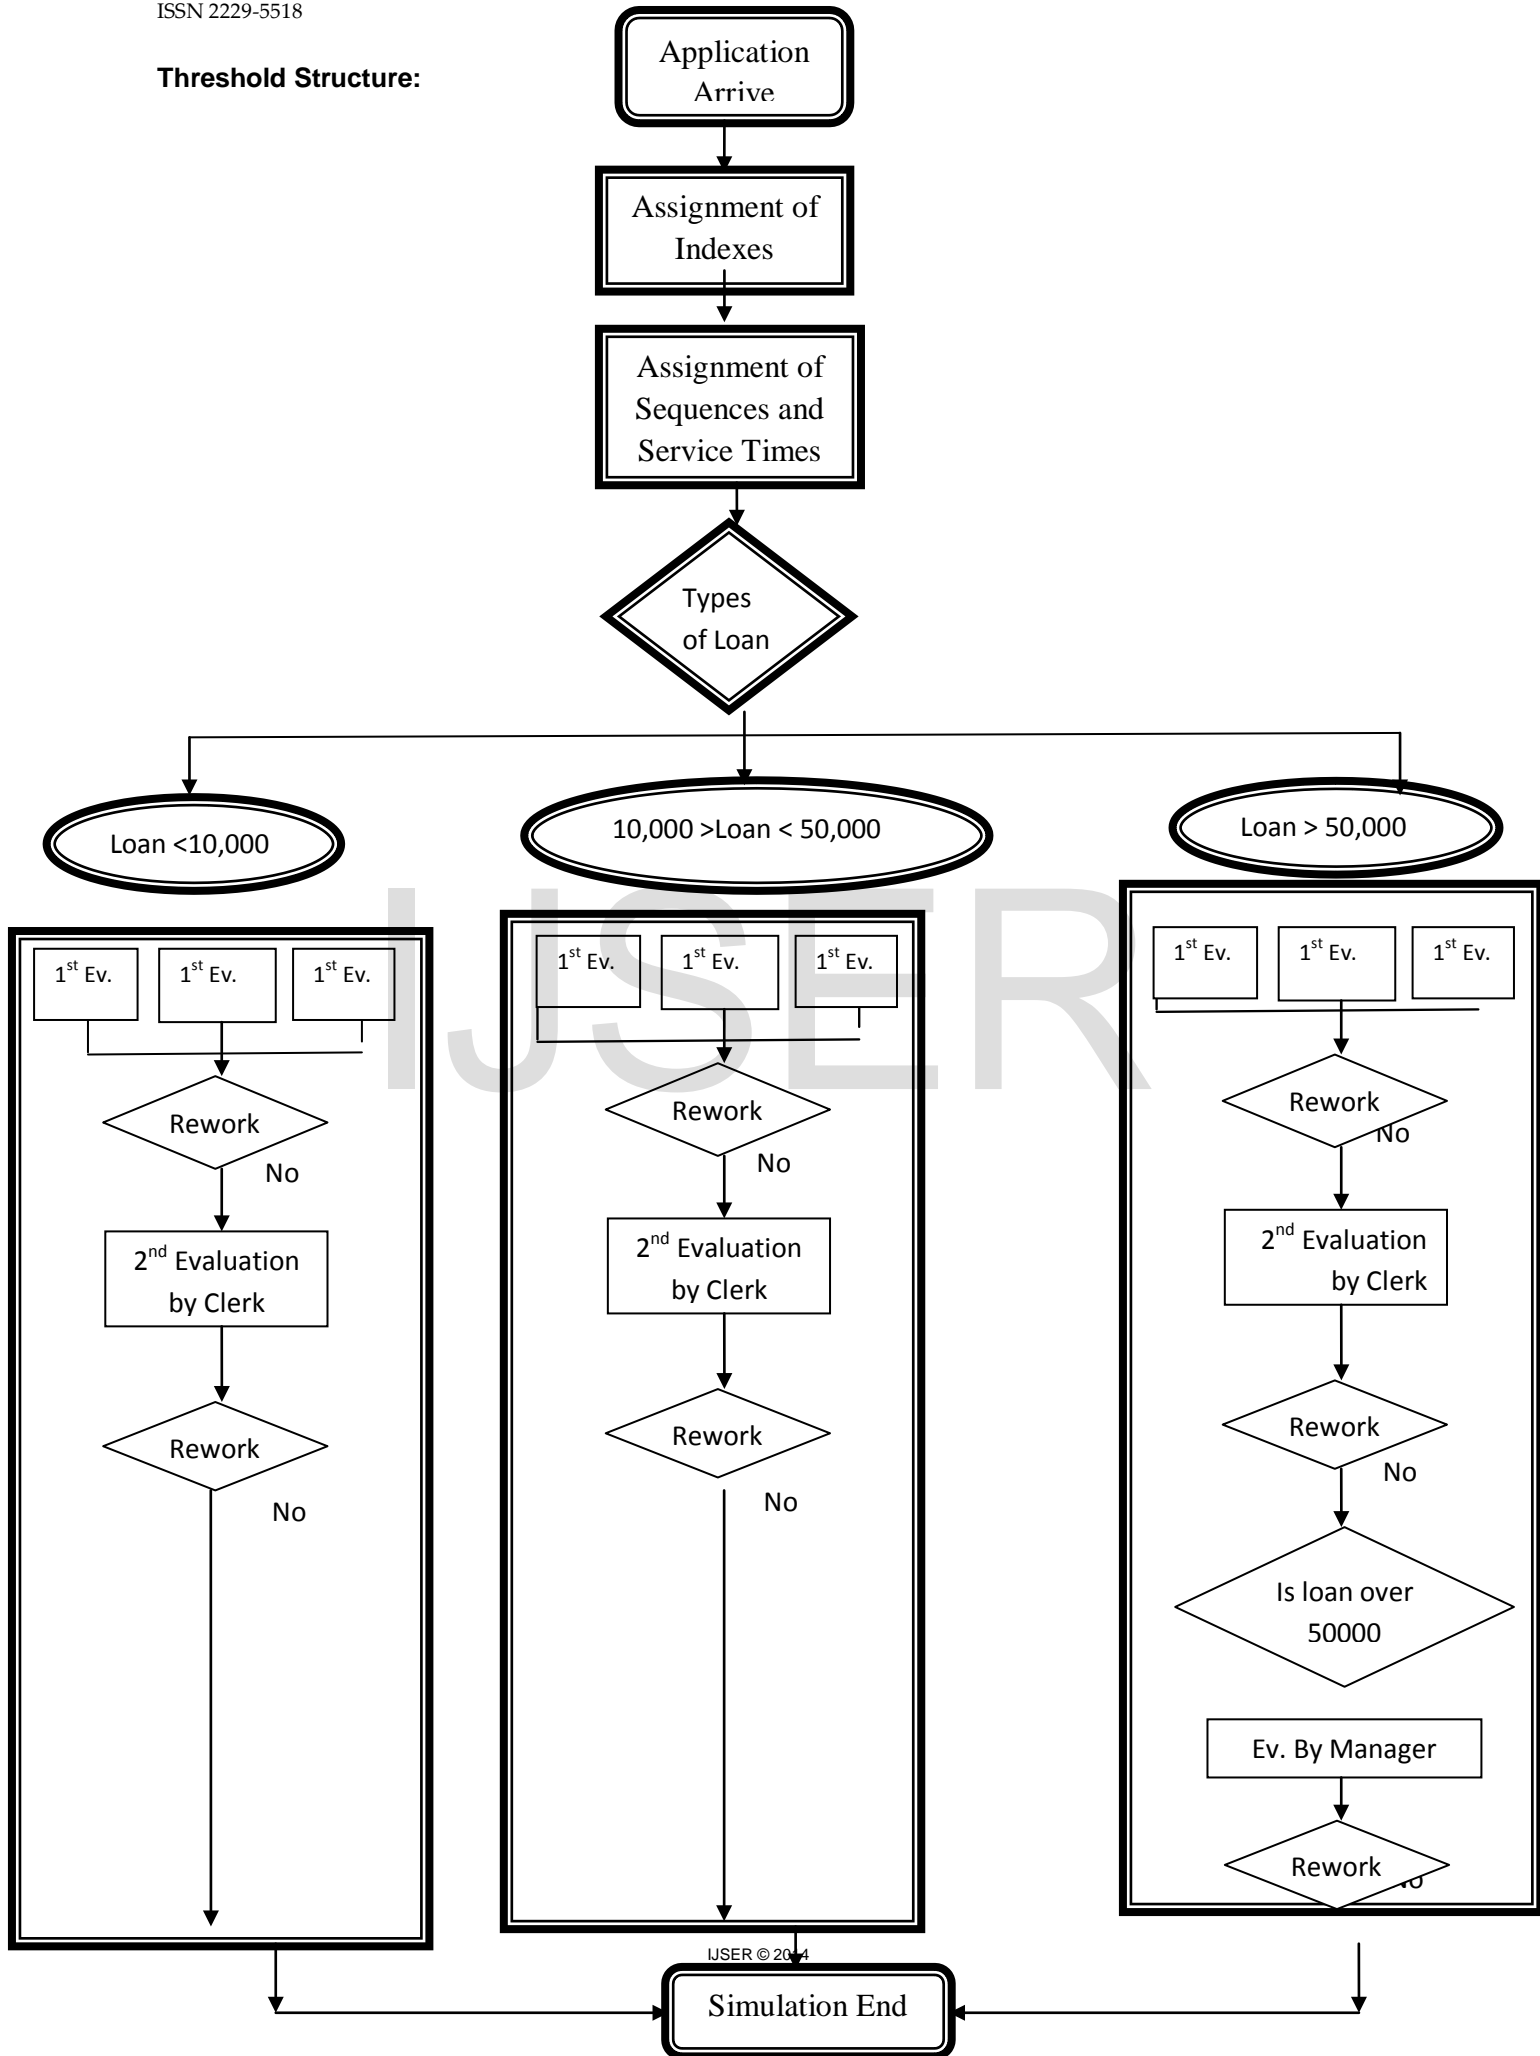 ISSN 2229-5518
Threshold Structure:
Application
Arrive
Assignment of
Indexes
Assignment of
Sequences and
Service Times
Types
of Loan
Loan <10,000
10,000 >Loan < 50,000
Loan > 50,000
IJSER
1st Ev.
1st Ev.
1st Ev.
Rework
No
2nd Evaluation
by Clerk
Rework
No
1st Ev.
1st Ev.
1st Ev.
Rework
No
2nd Evaluation
by Clerk
Rework
No
1st Ev.
1st Ev.
1st Ev.
Rework
No
2nd Evaluation
by Clerk
Rework
No
Is loan over
50000
Ev. By Manager
Rework
No
IJSER © 2014
Simulation End